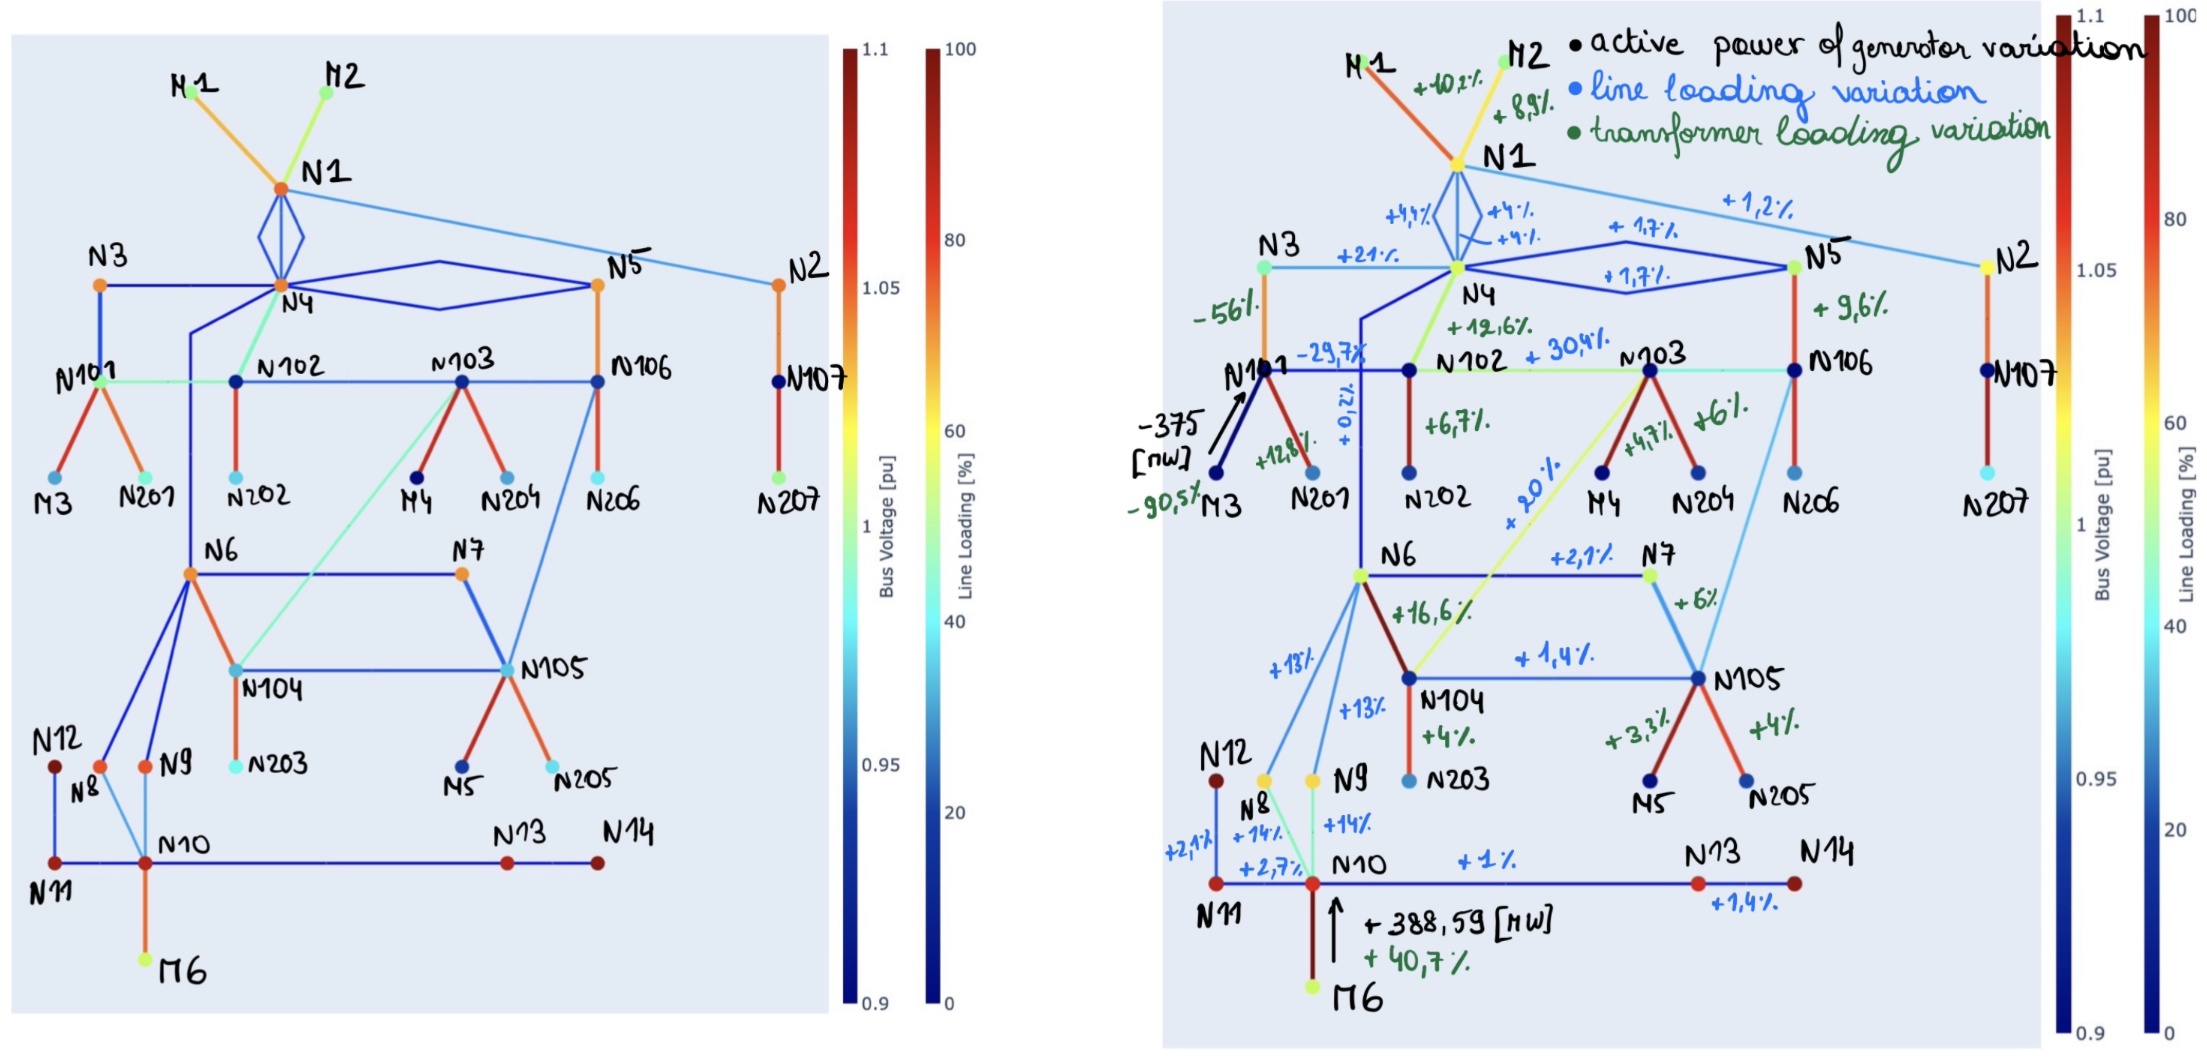 M1
M2
N1
N3
N5
N2
N4
N101
N102
N103
N106
N107
M3
N201
N202
M4
N204
N206
N207
N6
N7
N104
N105
N12
N8
N9
N203
M5
N205
N10
N13
N14
N11
M6
1.1
1.05
1
0.95
0.9
Bus Voltage [pu]
100
80
60
40
20
0
Line Loading [%]
• active power of generator variation
• line loading variation
• transformer loading variation
M1
+10,2%
M2
+8,9%
N1
+4,4%
+4%
+4%
+1,2%
N3
+21%
+1,7%
N5
N2
+1,7%
-56%
N4
+12,6%
+9,6%
N101
-29,7%
N102
+30,4%
N103
N106
N107
-375
[MW]
+0,2%
+12,8%
+6,7%
+4,7%
+6%
-90,5%
M3
N201
N202
M4
N204
N206
N207
+20%
N6
+2,1%
N7
+16,6%
+6%
+13%
+13%
+1,4%
N104
N105
+4%
+3,3%
+4%
N12
N8
N9
N203
M5
N205
+2,1%
+14%
+14%
+2,7%
N10
+1%
N13
N14
N11
+1,4%
+388,59 [MW]
+40,7%
M6
1.1
1.05
1
0.95
0.9
Bus Voltage [pu]
100
80
60
40
20
0
Line Loading [%]